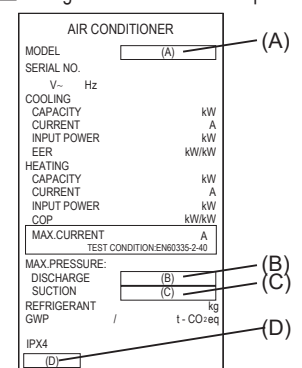 AIR CONDITIONER
MODEL (A) (A)
SERIAL NO.
V~ Hz
COOLING
CAPACITY kW
CURRENT A
INPUT POWER kW
EER kW/kW
HEATING
CAPACITY kW
CURRENT A
INPUT POWER kW
COP kW/kW
MAX.CURRENT A
TEST CONDITION:EN60335-2-40
MAX.PRESSURE:
DISCHARGE (B) (B)
SUCTION (C) (C)
REFRIGERANT kg
GWP / t - CO2eq
(D)
IPX4
(D)